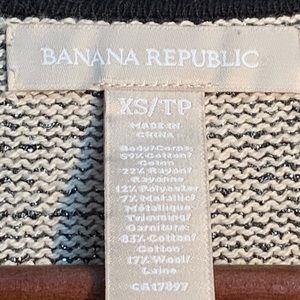 BANANA REPUBLIC
XS/TP
MADE IN
CHINA
Body/Corps:
59% Cotton/
Coton
22% Rayon/
Rayonne
12% Polyester
7% Metallic/
Métallique
Trimming/
Garniture:
83% Cotton/
Cotton
17% Wool/
Laine
CA17897